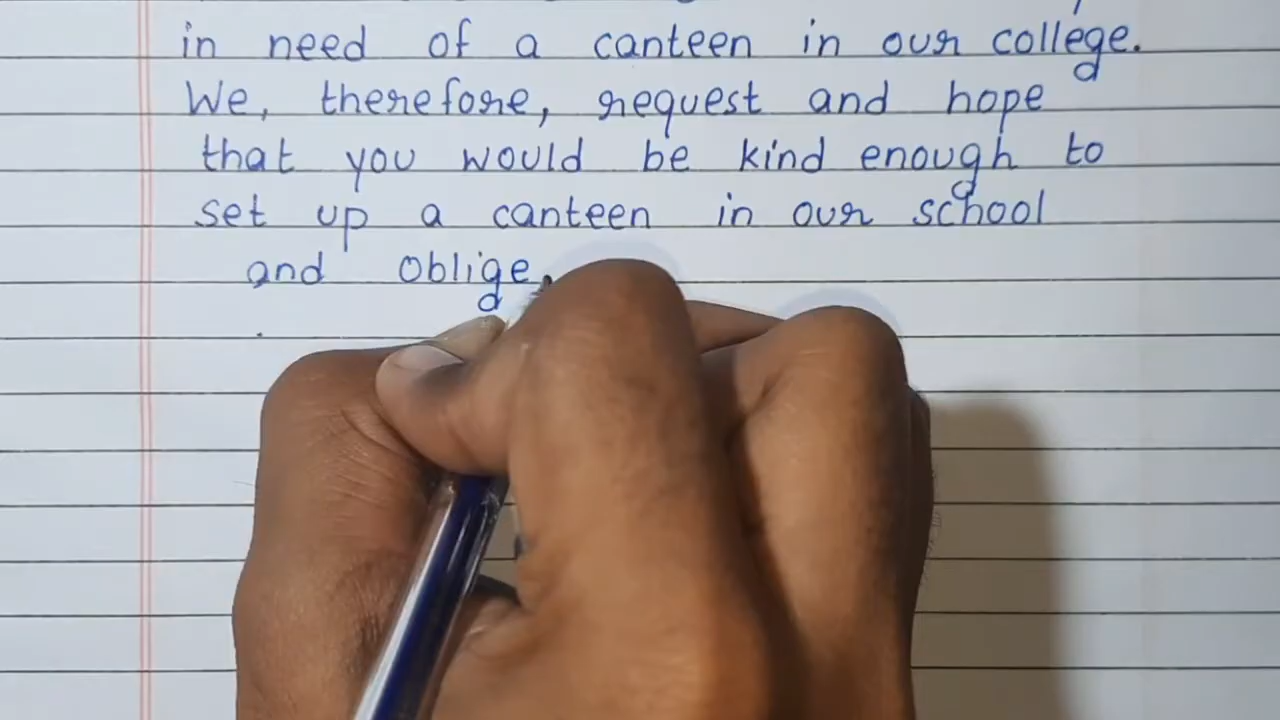 in need of a canteen in our college.
We, therefore, request and hope
that you would be kind enough to
set up a canteen in our school
and oblige.